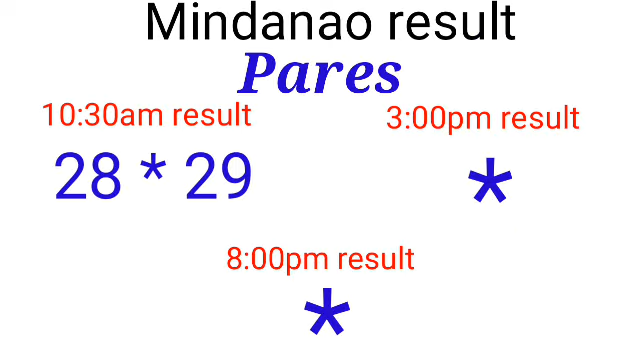 Mindanao result
Pares
10:30am result
28 * 29
3:00pm result
*
8:00pm result
*